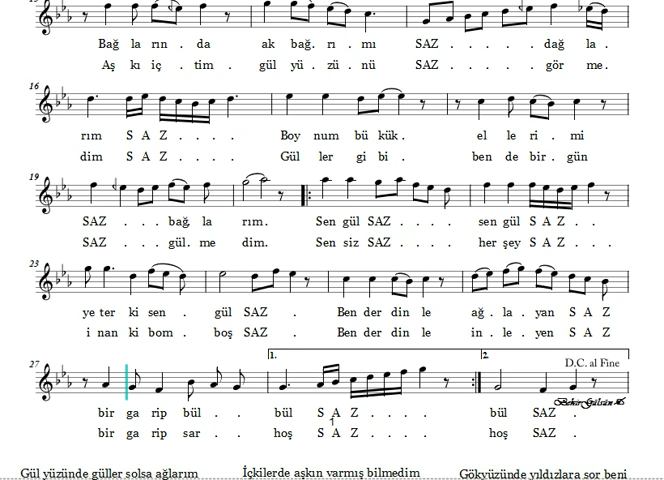 Bağ la rın . da ak bağ . rı . mı SAZ . . . . dağ la .
Aş kı iç . tim . gül yü . zü . nü SAZ . . . . gör me .
16
rım S A Z . . . . Boy num bü kük . el le ri . mi
dim S A Z . . . . Gül ler gi bi . ben de bir . gün
19
SAZ . . . bağ . la rım. Sen gül SAZ . . . . sen gül S A Z . .
SAZ . . . gül . me dim. Sen siz SAZ . . . . her şey S A Z . . .
23
ye ter ki sen . gül SAZ . . Ben der din le ağ . la . yan S A Z
i nan ki bom . boş SAZ . . Ben der din le in . le . yen S A Z
27 1. 2. D.C. al Fine
bir ga rip bül . . bül S A Z . . . . bül SAZ .
bir ga rip sar . . hoş S A Z . . . . hoş SAZ .
1
Gül yüzünde güller solsa ağlarım İçkilerde aşkın varmış bilmedim Gökyüzünde yıldızlara sor beni